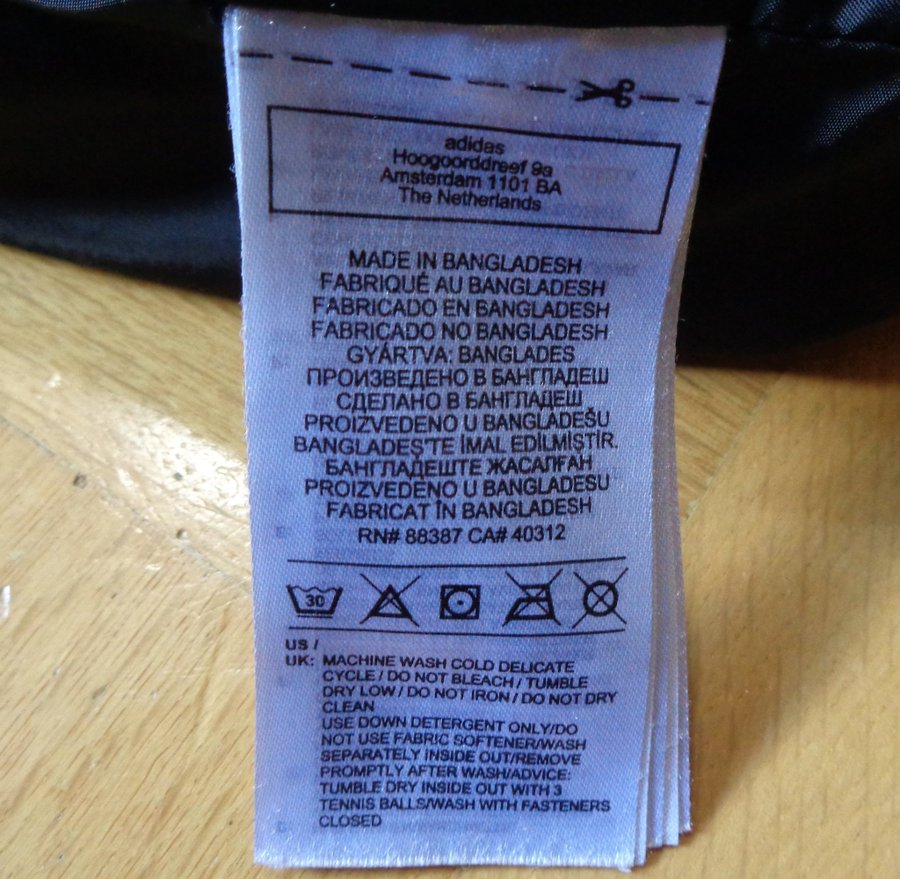 adidas
Hoogoorddreef 9a
Amsterdam 1101 BA
The Netherlands
MADE IN BANGLADESH
FABRIQUÉ AU BANGLADESH
FABRICADO EN BANGLADESH
FABRICADO NO BANGLADESH
GYÁRTVA: BANGLADES
ПРОИЗВЕДЕНО В БАНГЛАДЕШ
СДЕЛАНО В БАНГЛАДЕШ
PROIZVEDENO U BANGLADEŠU
BANGLADEŞ'TE İMAL EDİLMİŞTİR.
БАНГЛАДЕШТЕ ЖАСАЛҒАН
PROIZVEDENO U BANGLADESU
FABRICAT ÎN BANGLADESH
RN# 88387 CA# 40312
30
US /
UK: MACHINE WASH COLD DELICATE
CYCLE / DO NOT BLEACH / TUMBLE
DRY LOW / DO NOT IRON / DO NOT DRY
CLEAN
USE DOWN DETERGENT ONLY/DO
NOT USE FABRIC SOFTENER/WASH
SEPARATELY INSIDE OUT/REMOVE
PROMPTLY AFTER WASH/ADVICE:
TUMBLE DRY INSIDE OUT WITH 3
TENNIS BALLS/WASH WITH FASTENERS
CLOSED